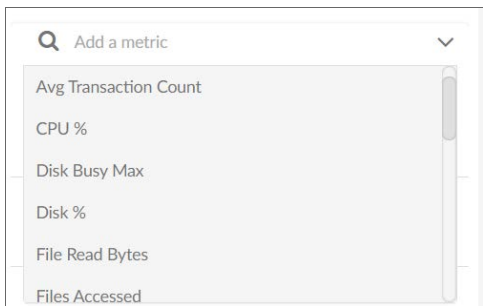 Add a metric
Avg Transaction Count
CPU %
Disk Busy Max
Disk %
File Read Bytes
Files Accessed